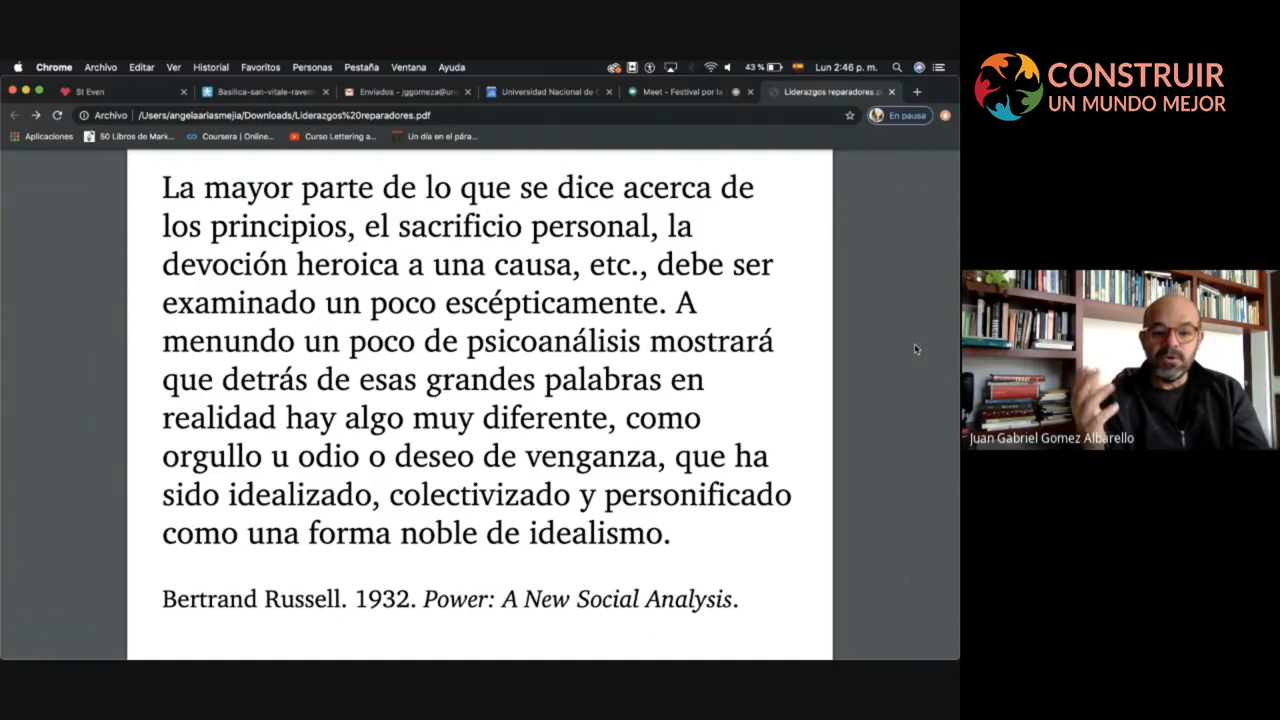 Chrome Archivo Editar Ver Historial Favoritos Personas Pestaña Ventana Ayuda 43 % Lun 2:46 p. m.
St Even Basilica-san-vitale-ravenn Enviados - jggomeza@un Universidad Nacional de C Meet - Festival por la Liderazgos reparadores.p
Archivo /Users/angelaariasmejia/Downloads/Liderazgos%20reparadores.pdf En pausa
Aplicaciones 50 Libros de Mark... Coursera | Online... Curso Lettering a... Un día en el pára...
CONSTRUIR
UN MUNDO MEJOR
La mayor parte de lo que se dice acerca de
los principios, el sacrificio personal, la
devoción heroica a una causa, etc., debe ser
examinado un poco escépticamente. A
menundo un poco de psicoanálisis mostrará
que detrás de esas grandes palabras en
realidad hay algo muy diferente, como
orgullo u odio o deseo de venganza, que ha
sido idealizado, colectivizado y personificado
como una forma noble de idealismo.
Bertrand Russell. 1932. Power: A New Social Analysis.
Juan Gabriel Gomez Albarello